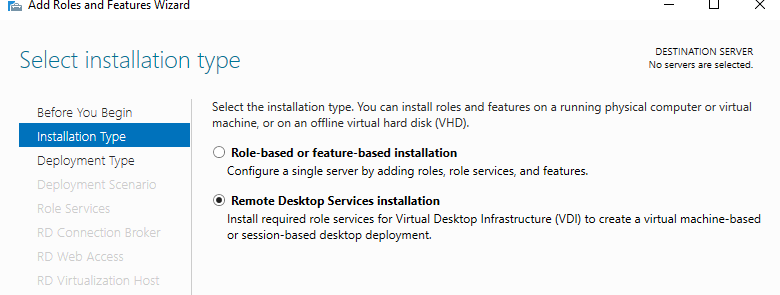 Add Roles and Features Wizard
Select installation type
DESTINATION SERVER
No servers are selected.
Before You Begin
Installation Type
Deployment Type
Deployment Scenario
Role Services
RD Connection Broker
RD Web Access
RD Virtualization Host
Select the installation type. You can install roles and features on a running physical computer or virtual
machine, or on an offline virtual hard disk (VHD).
Role-based or feature-based installation
Configure a single server by adding roles, role services, and features.
Remote Desktop Services installation
Install required role services for Virtual Desktop Infrastructure (VDI) to create a virtual machine-based
or session-based desktop deployment.